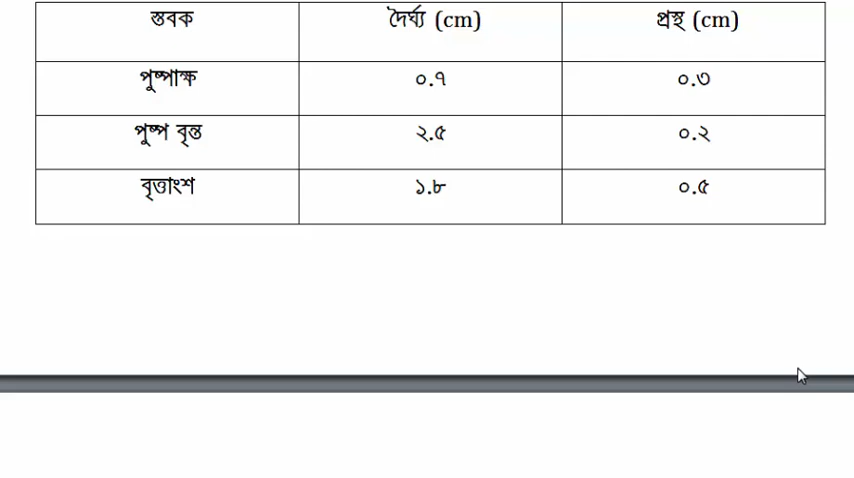 স্তবক দৈর্ঘ্য (cm) প্রস্থ (cm)
পুষ্পাক্ষ ০.৭ ০.৩
পুষ্প বৃন্ত ২.৫ ০.২
বৃত্তাংশ ১.৮ ০.৫